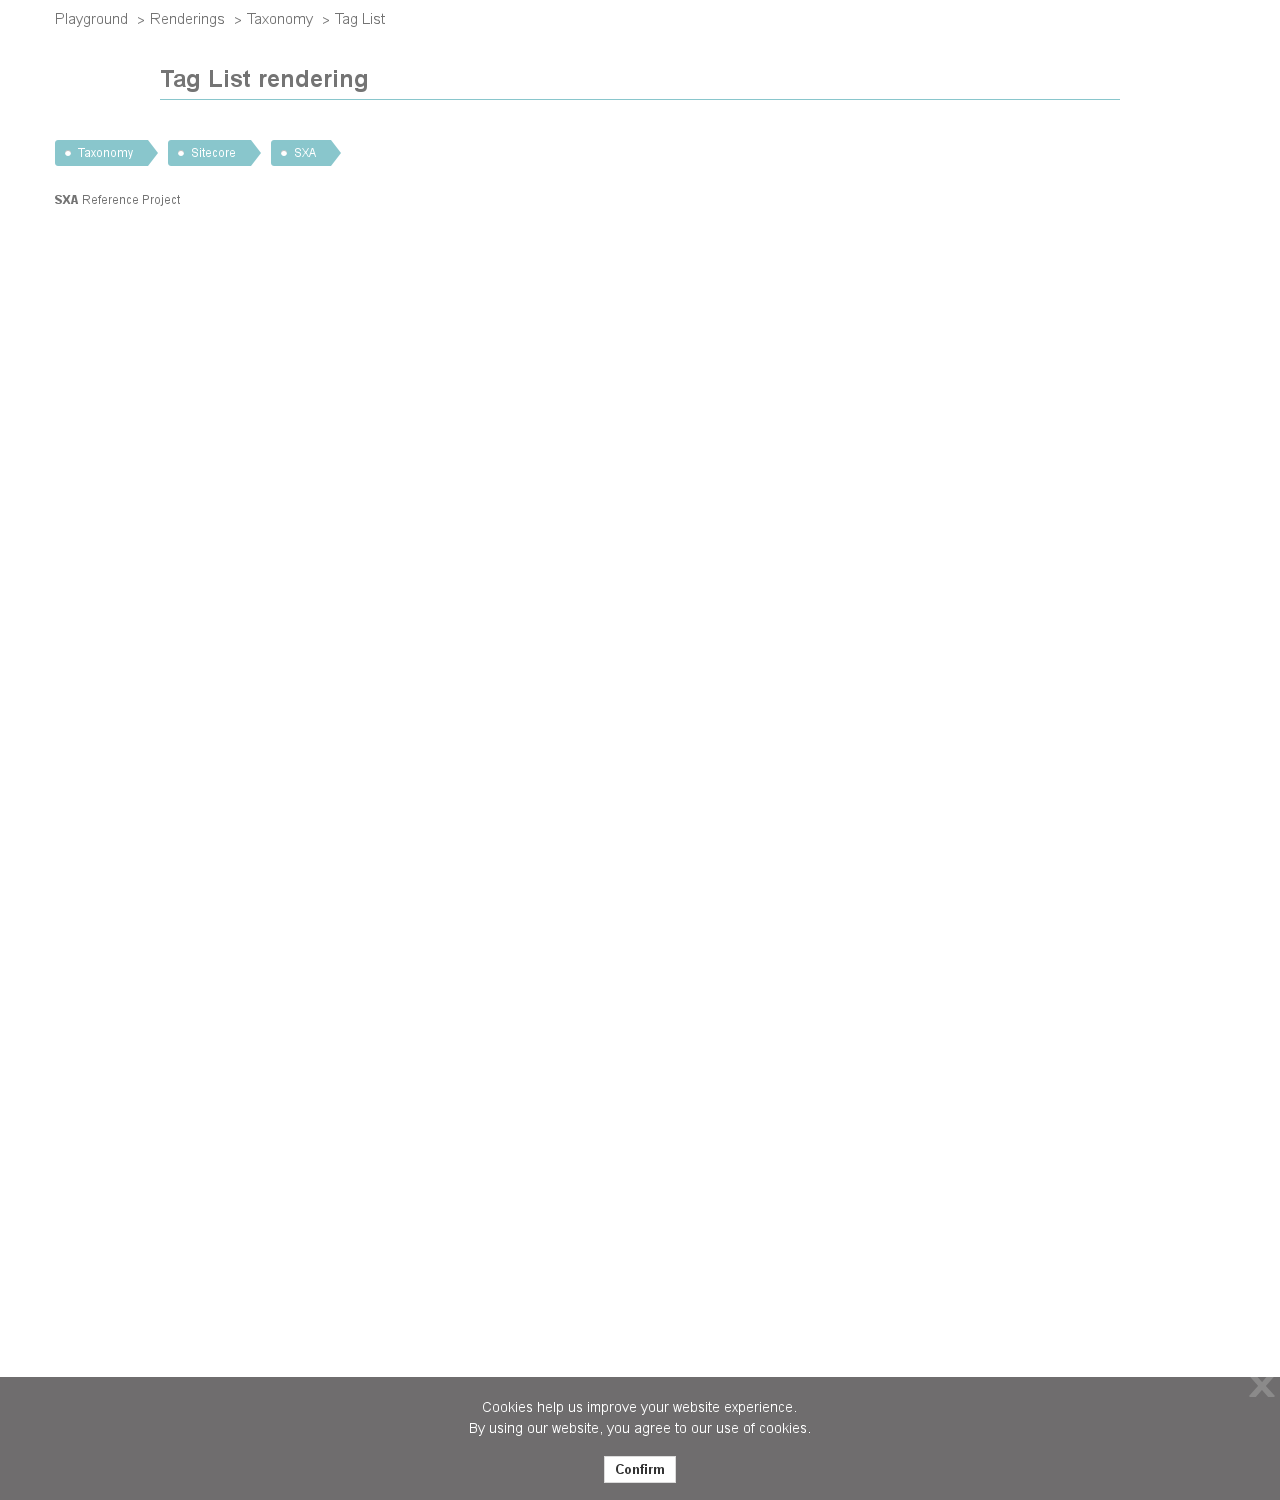 Playground > Renderings > Taxonomy > Tag List
Tag List rendering
Taxonomy Sitecore SXA
SXA Reference Project
Cookies help us improve your website experience.
By using our website, you agree to our use of cookies.
Confirm